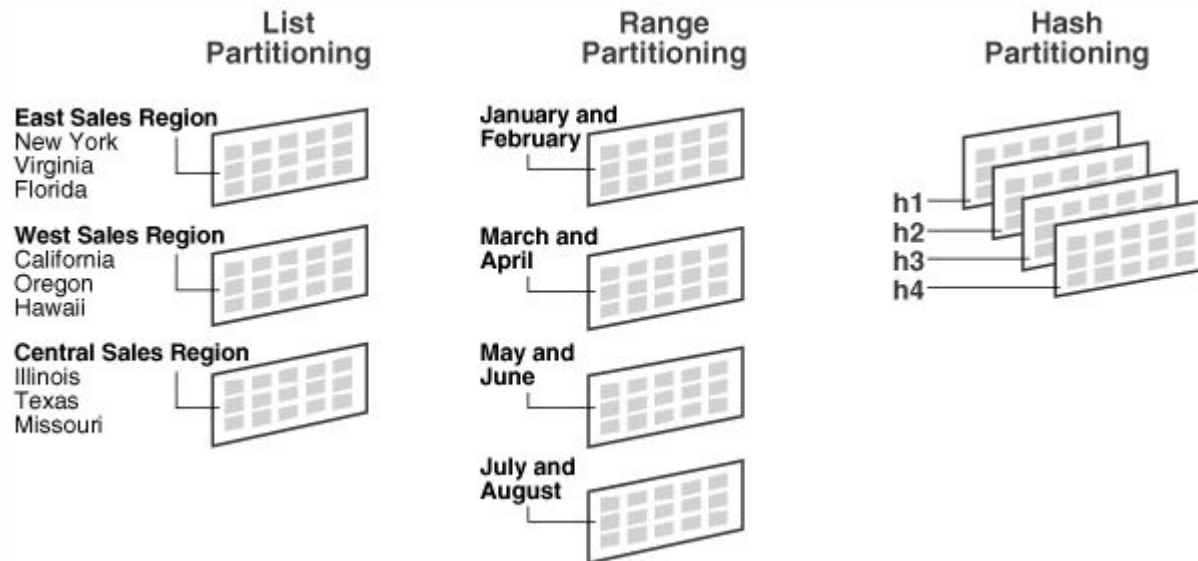 List
Partitioning
East Sales Region
New York
Virginia
Florida
West Sales Region
California
Oregon
Hawaii
Central Sales Region
Illinois
Texas
Missouri
Range
Partitioning
January and
February
March and
April
May and
June
July and
August
Hash
Partitioning
h1
h2
h3
h4